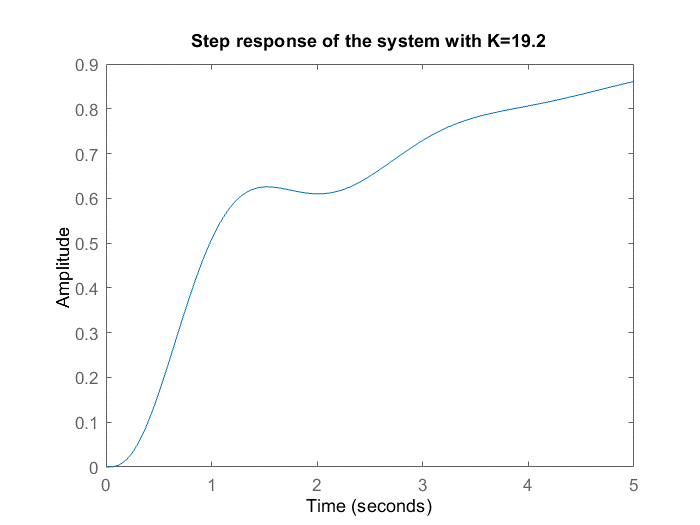 Step response of the system with K=19.2
0.9
0.8
0.7
0.6
0.5
0.4
0.3
0.2
0.1
0
Amplitude
0 1 2 3 4 5
Time (seconds)